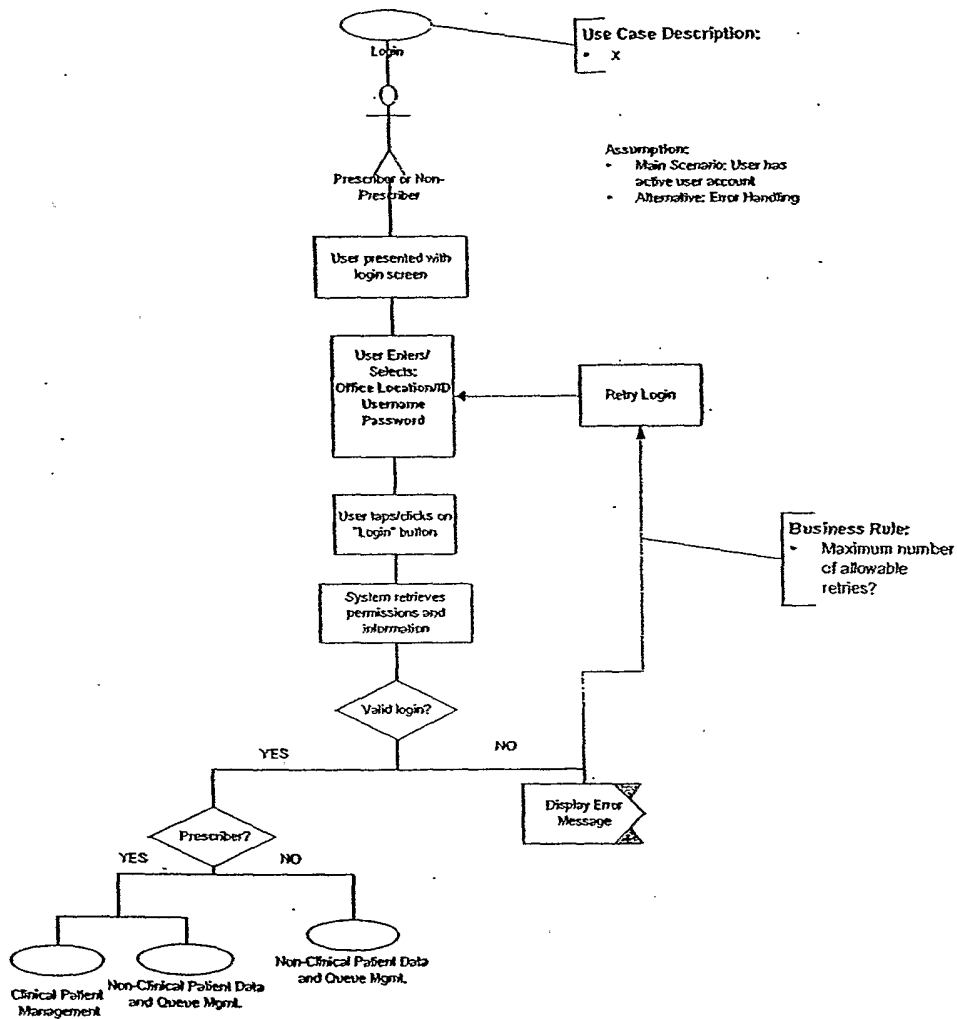 Login
Use Case Description:
• X
Assumption:
• Main Scenario: User has
active user account
• Alternative: Error Handling
Prescriber or Non-
Prescriber
User presented with
login screen
User Enters/
Selects:
Office Location/ID
Username
Password
Retry Login
User taps/clicks on
"Login" button
Business Rule:
• Maximum number
of allowable
retries?
System retrieves
permissions and
information
Valid login?
YES
NO
Display Error
Message
Prescriber?
YES
NO
Clinical Patient
Management
Non-Clinical Patient Data
and Queue Mgmt.
Non-Clinical Patient Data
and Queue Mgmt.